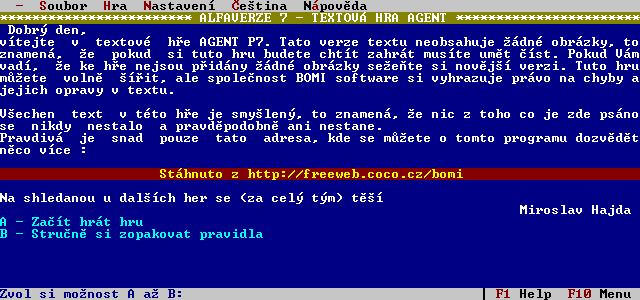 - Soubor Hra Nastavení Čeština Nápověda
************************ ALFAVERZE 7 - TEXTOVÁ HRA AGENT ***********************
Dobrý den,
vítejte v textové hře AGENT P7. Tato verze textu neobsahuje žádné obrázky, to
znamená, že pokud si tuto hru budete chtít zahrát musíte umět číst. Pokud Vám
vadí, že ke hře nejsou přidány žádné obrázky sežeňte si novější verzi. Tuto hru
můžete volně šířit, ale společnost BOMI software si vyhrazuje právo na chyby a
jejich opravy v textu.
Všechen text v této hře je smyšlený, to znamená, že nic z toho co je zde psáno
se nikdy nestalo a pravděpodobně ani nestane.
Pravdivá je snad pouze tato adresa, kde se můžete o tomto programu dozvědět
něco více :
Stáhnuto z http://freeweb.coco.cz/bomi
Na shledanou u dalších her se (za celý tým) těší
Miroslav Hajda
A - Začít hrát hru
B - Stručně si zopakovat pravidla
Zvol si možnost A až B: | F1 Help F10 Menu